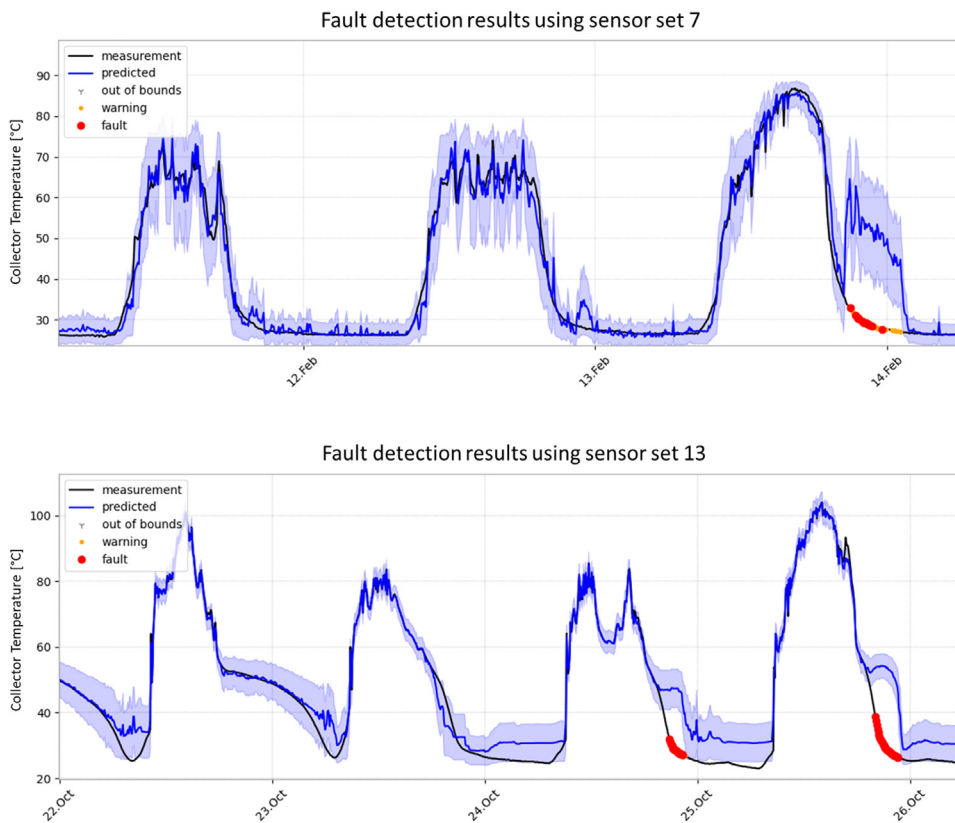 Fault detection results using sensor set 7
measurement
predicted
out of bounds
warning
fault
Collector Temperature [°C]
90
80
70
60
50
40
30
12.Feb
13.Feb
14.Feb
Fault detection results using sensor set 13
measurement
predicted
out of bounds
warning
fault
Collector Temperature [°C]
100
80
60
40
20
22.Oct
23.Oct
24.Oct
25.Oct
26.Oct